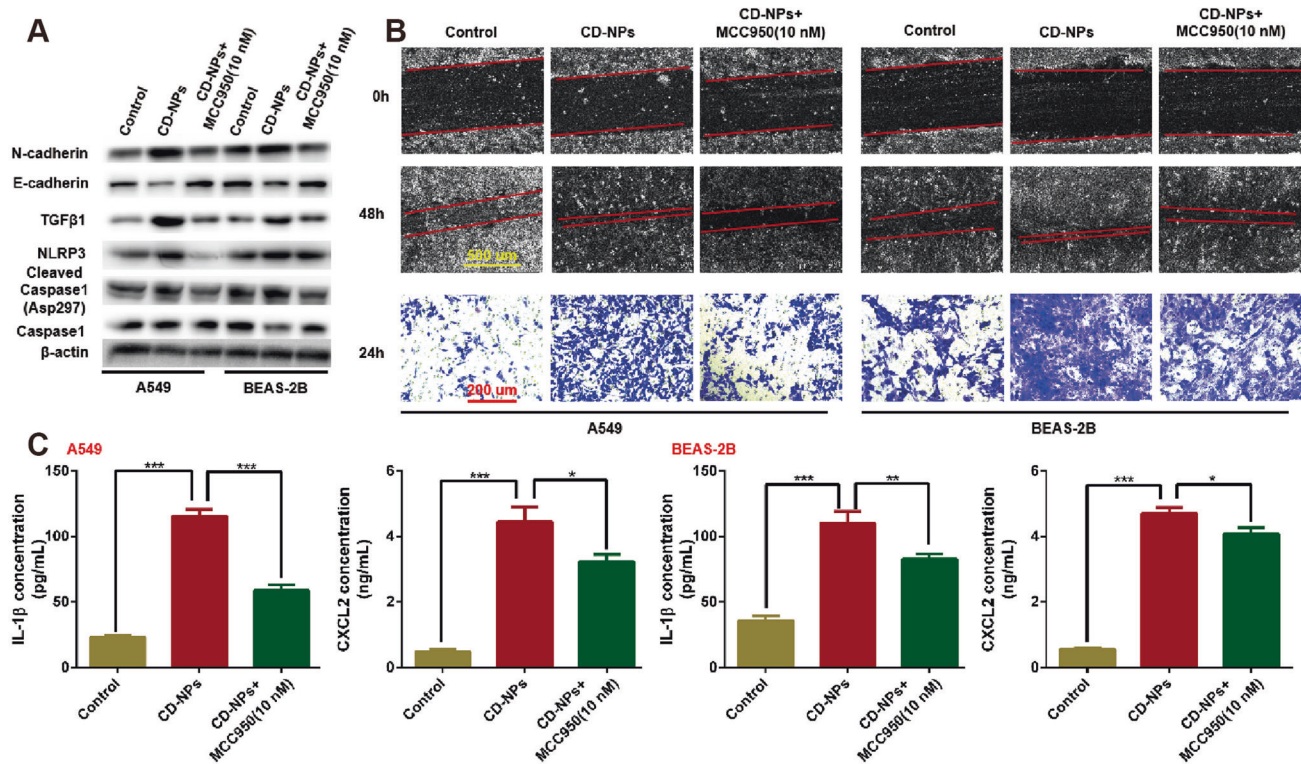 A
Control
CD-NPs
CD-NPs+
MCC950(10 nM)
Control
CD-NPs
CD-NPs+
MCC950(10 nM)
N-cadherin
E-cadherin
TGFβ1
NLRP3
Cleaved
Caspase1
(Asp297)
Caspase1
β-actin
A549
BEAS-2B
B
Control
CD-NPs
CD-NPs+
MCC950(10 nM)
Control
CD-NPs
CD-NPs+
MCC950(10 nM)
0h
48h
500 um
24h
200 um
A549
BEAS-2B
C
A549
IL-1β concentration
(pg/mL)
150
100
50
0
***
***
Control
CD-NPs
CD-NPs+
MCC950(10 nM)
CXCL2 concentration
(ng/mL)
6
4
2
0
***
*
Control
CD-NPs
CD-NPs+
MCC950(10 nM)
BEAS-2B
IL-1β concentration
(pg/mL)
150
100
50
0
***
**
Control
CD-NPs
CD-NPs+
MCC950(10 nM)
CXCL2 concentration
(ng/mL)
6
4
2
0
***
*
Control
CD-NPs
CD-NPs+
MCC950(10 nM)